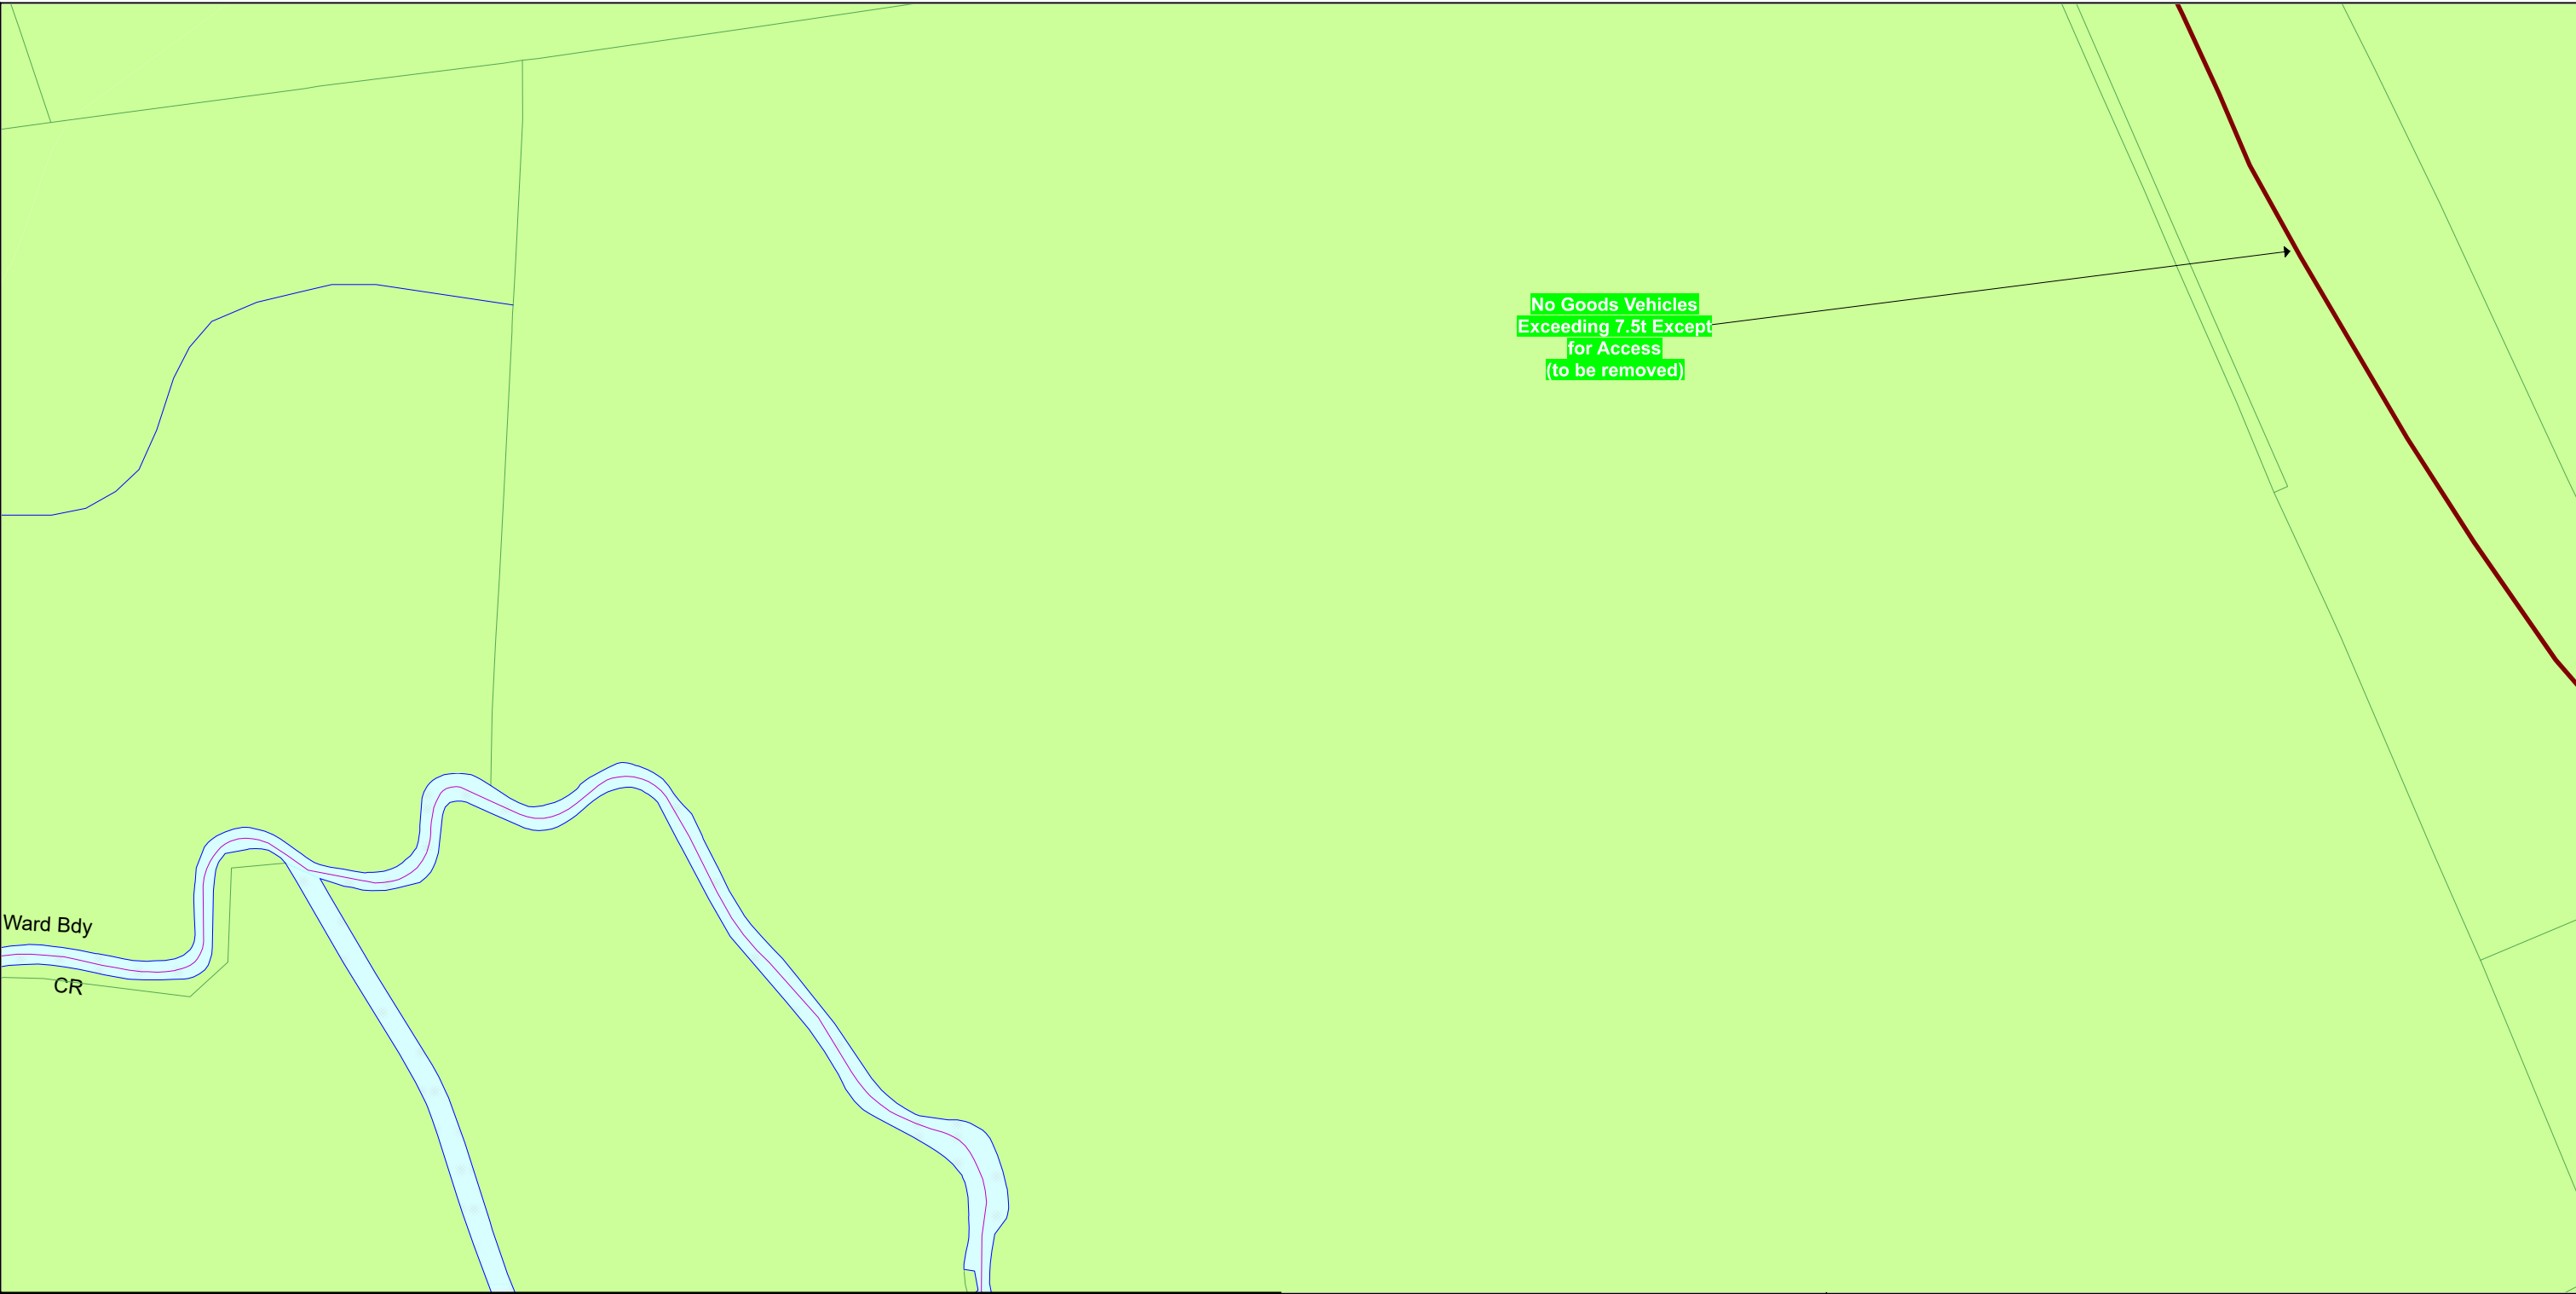 No Goods Vehicles
Exceeding 7.5t Except
for Access
(to be removed)
Ward Bdy
CR